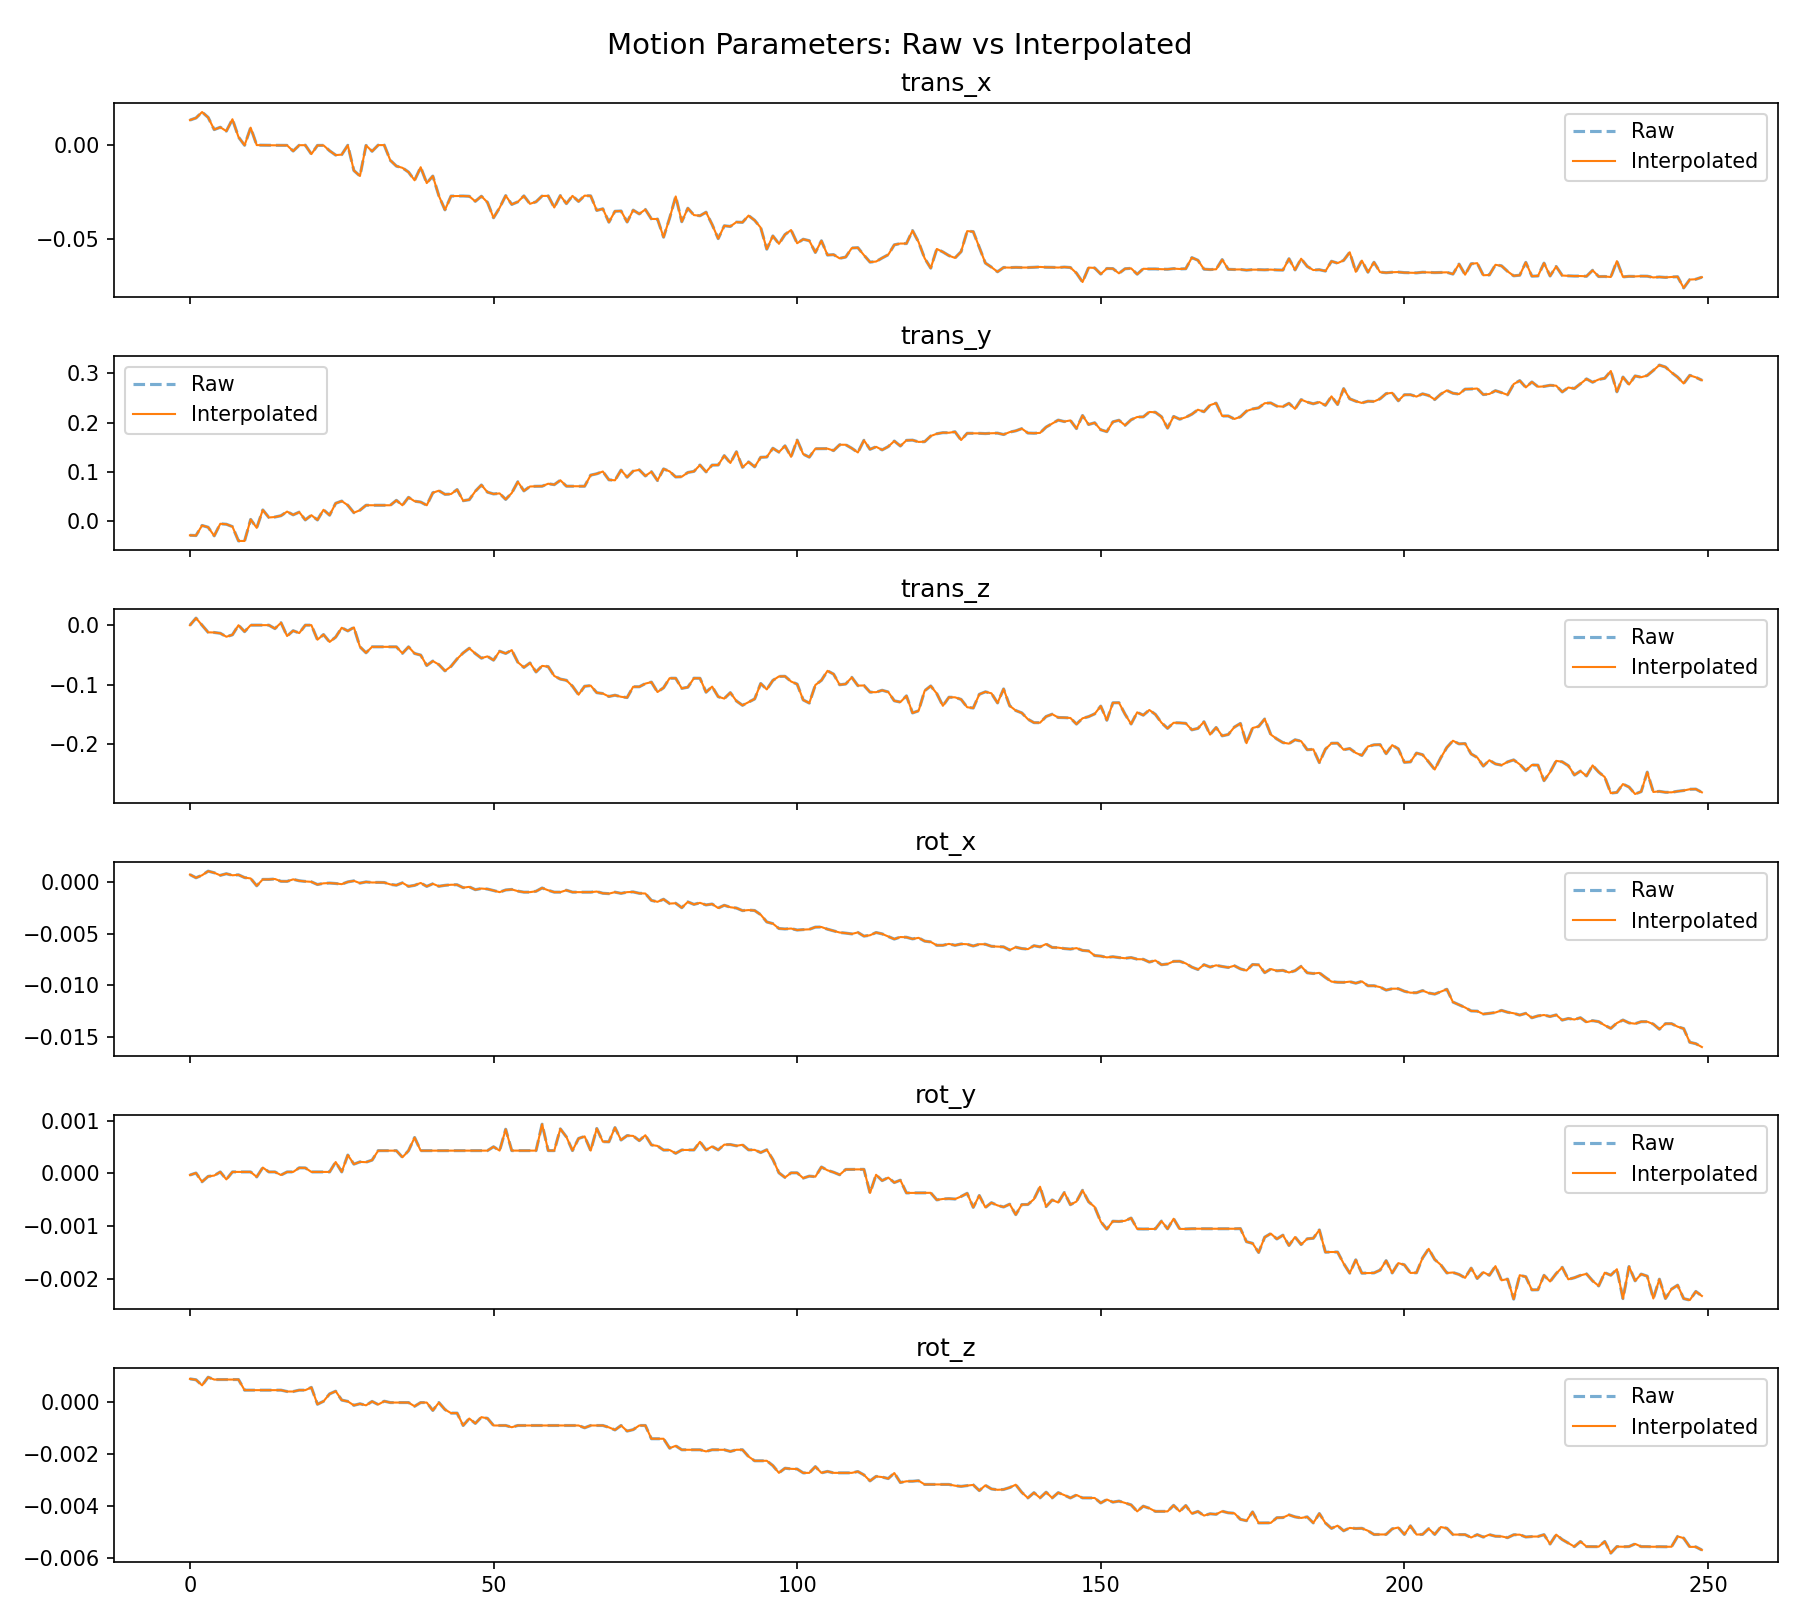 Motion Parameters: Raw vs Interpolated
trans_x
0.00
−0.05
Raw
Interpolated
trans_y
0.3
0.2
0.1
0.0
Raw
Interpolated
trans_z
0.0
−0.1
−0.2
Raw
Interpolated
rot_x
0.000
−0.005
−0.010
−0.015
Raw
Interpolated
rot_y
0.001
0.000
−0.001
−0.002
Raw
Interpolated
rot_z
0.000
−0.002
−0.004
−0.006
Raw
Interpolated
0 50 100 150 200 250